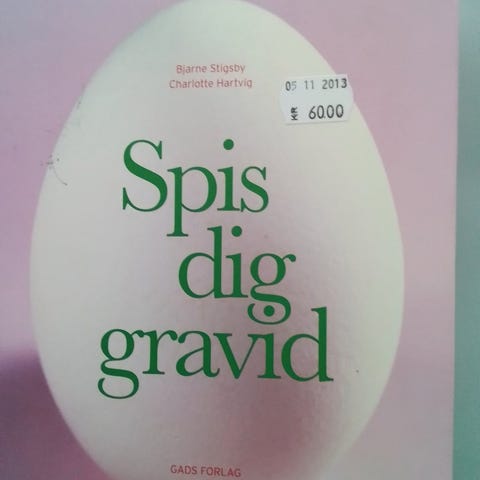 Bjarne Stigsby
Charlotte Hartvig
05 11 2013
KR 60.00
Spis
dig
gravid
GADS FORLAG